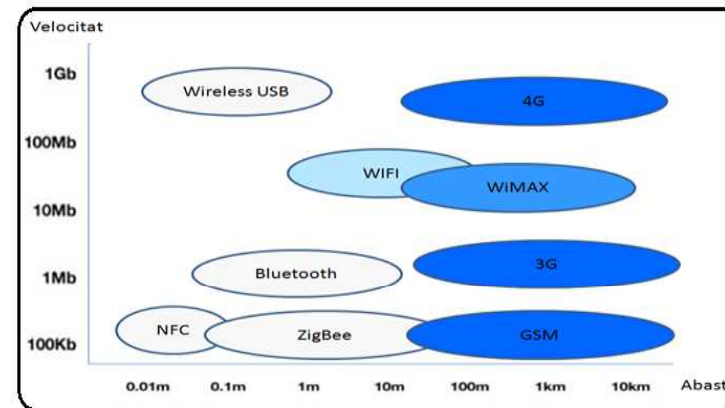 Velocitat
1Gb
Wireless USB
4G
100Mb
WIFI
WiMAX
10Mb
3G
Bluetooth
1Mb
NFC
ZigBee
GSM
100Kb
0.01m 0.1m 1m 10m 100m 1km 10km Abast